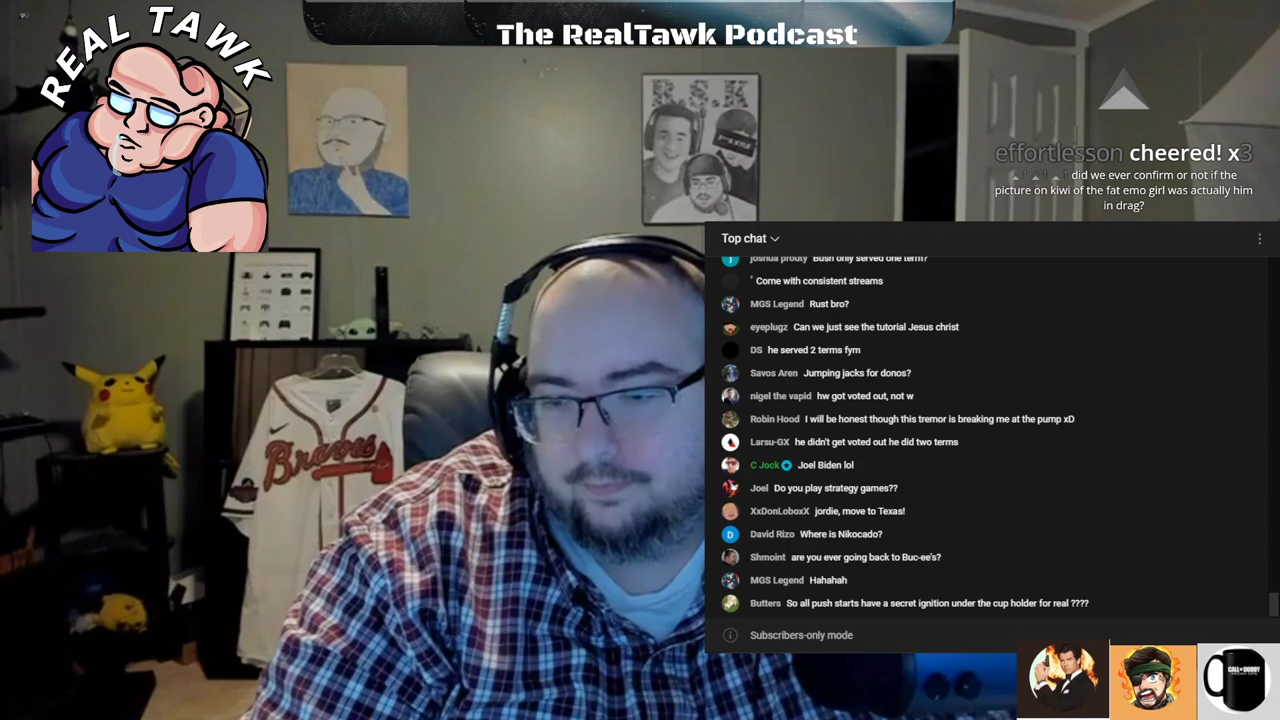 REAL TAWK
The RealTawk Podcast
effortlesson cheered! x3
did we ever confirm or not if the
picture on kiwi of the fat emo girl was actually him
in drag?
Top chat
joshua prouty Bush only served one term?
' Come with consistent streams
MGS Legend Rust bro?
eyeplugz Can we just see the tutorial Jesus christ
DS he served 2 terms fym
Savos Aren Jumping jacks for donos?
nigel the vapid hw got voted out, not w
Robin Hood I will be honest though this tremor is breaking me at the pump xD
Larsu-GX he didn't get voted out he did two terms
C Jock Joel Biden lol
Joel Do you play strategy games??
XxDonLoboxX jordie, move to Texas!
D David Rizo Where is Nikocado?
Shmoint are you ever going back to Buc-ee's?
MGS Legend Hahahah
Butters So all push starts have a secret ignition under the cup holder for real ????
Subscribers-only mode
Braves
CALL OF DOODY